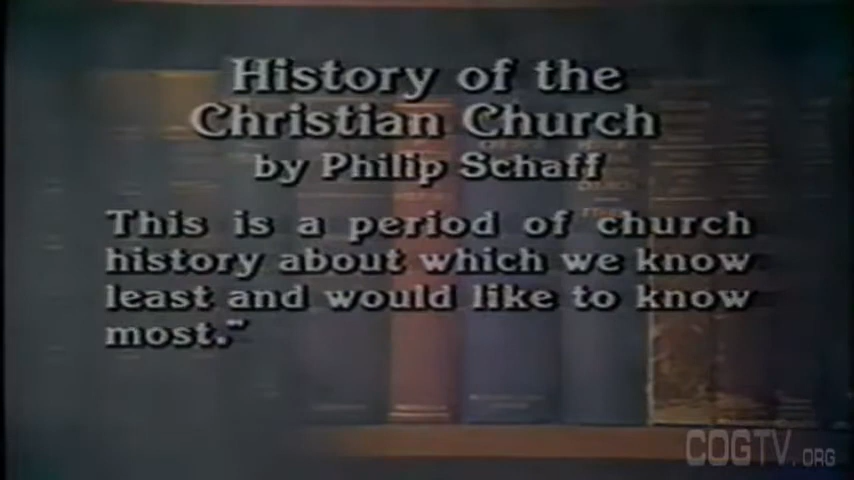 History of the
Christian Church
by Philip Schaff
This is a period of church
history about which we know
least and would like to know
most."
COGTV.ORG